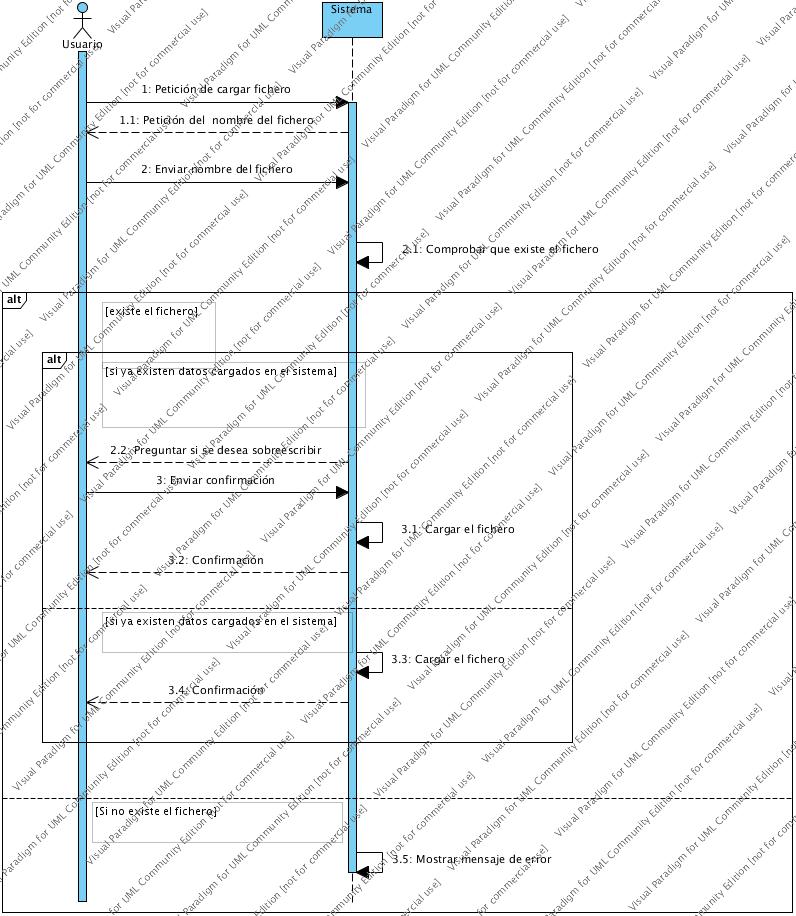 Sistema
Usuario
1: Petición de cargar fichero
1.1: Petición del nombre del fichero
2: Enviar nombre del fichero
2.1: Comprobar que existe el fichero
alt
[existe el fichero]
alt
[si ya existen datos cargados en el sistema]
2.2: Preguntar si se desea sobreescribir
3: Enviar confirmación
3.1: Cargar el fichero
3.2: Confirmación
[si ya existen datos cargados en el sistema]
3.3: Cargar el fichero
3.4: Confirmación
[Si no existe el fichero]
3.5: Mostrar mensaje de error
Visual Paradigm for UML Community Edition [not for commercial use]